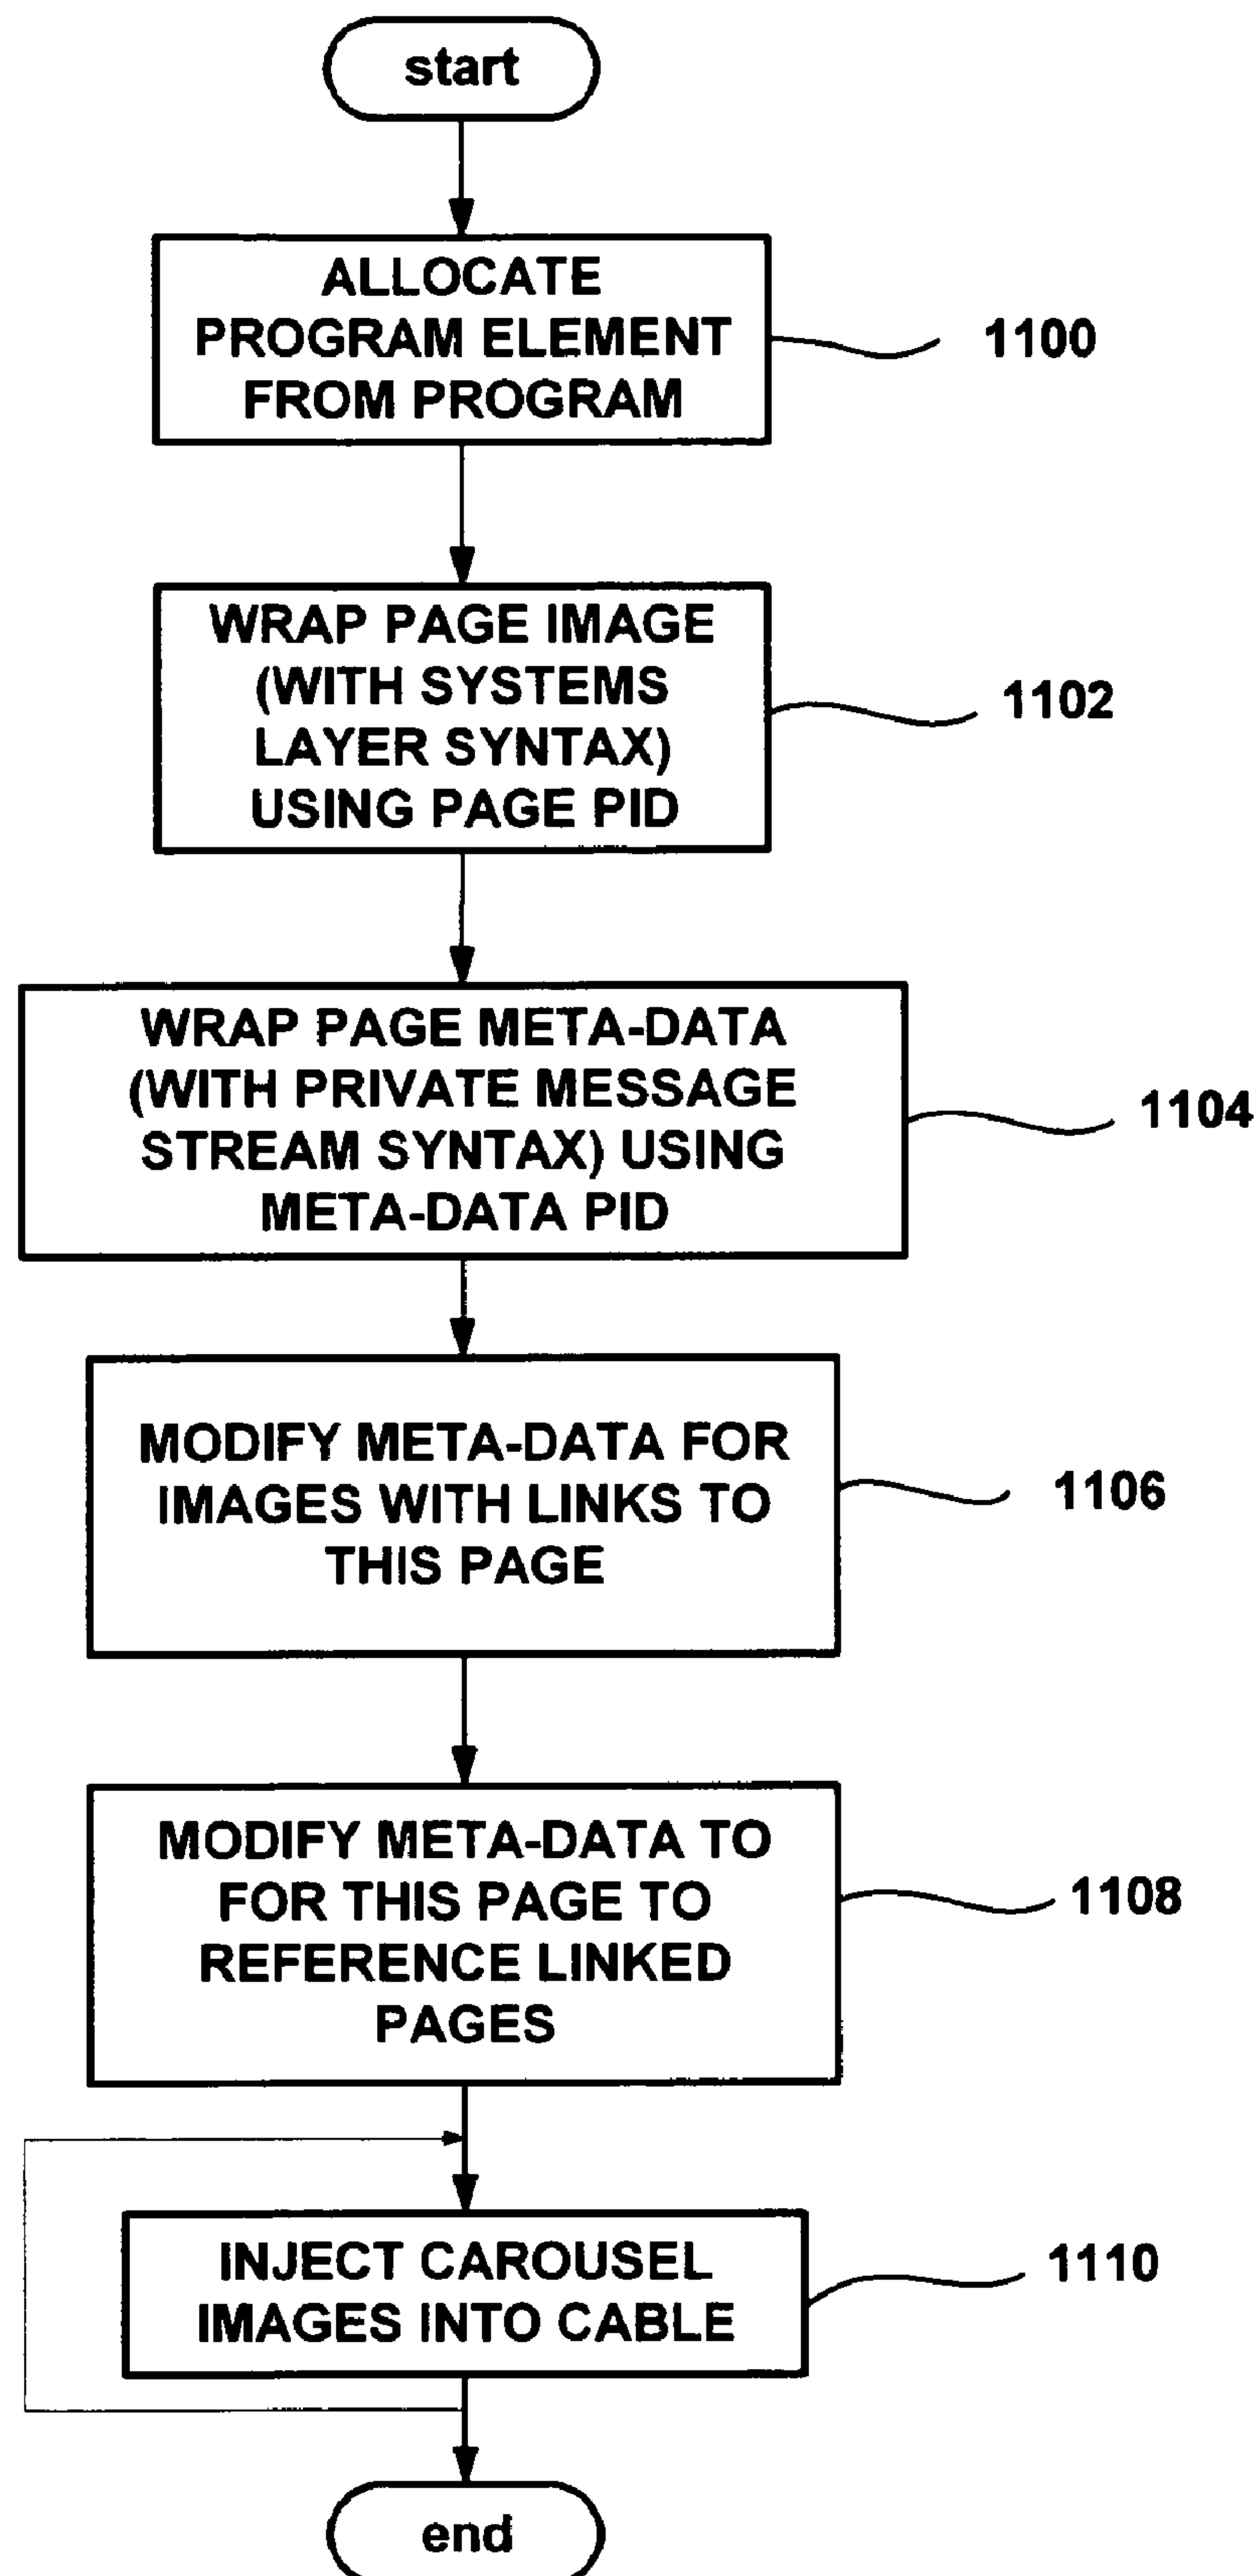 start
ALLOCATE
PROGRAM ELEMENT
FROM PROGRAM
1100
WRAP PAGE IMAGE
(WITH SYSTEMS
LAYER SYNTAX)
USING PAGE PID
1102
WRAP PAGE META-DATA
(WITH PRIVATE MESSAGE
STREAM SYNTAX) USING
META-DATA PID
1104
MODIFY META-DATA FOR
IMAGES WITH LINKS TO
THIS PAGE
1106
MODIFY META-DATA TO
FOR THIS PAGE TO
REFERENCE LINKED
PAGES
1108
INJECT CAROUSEL
IMAGES INTO CABLE
1110
end